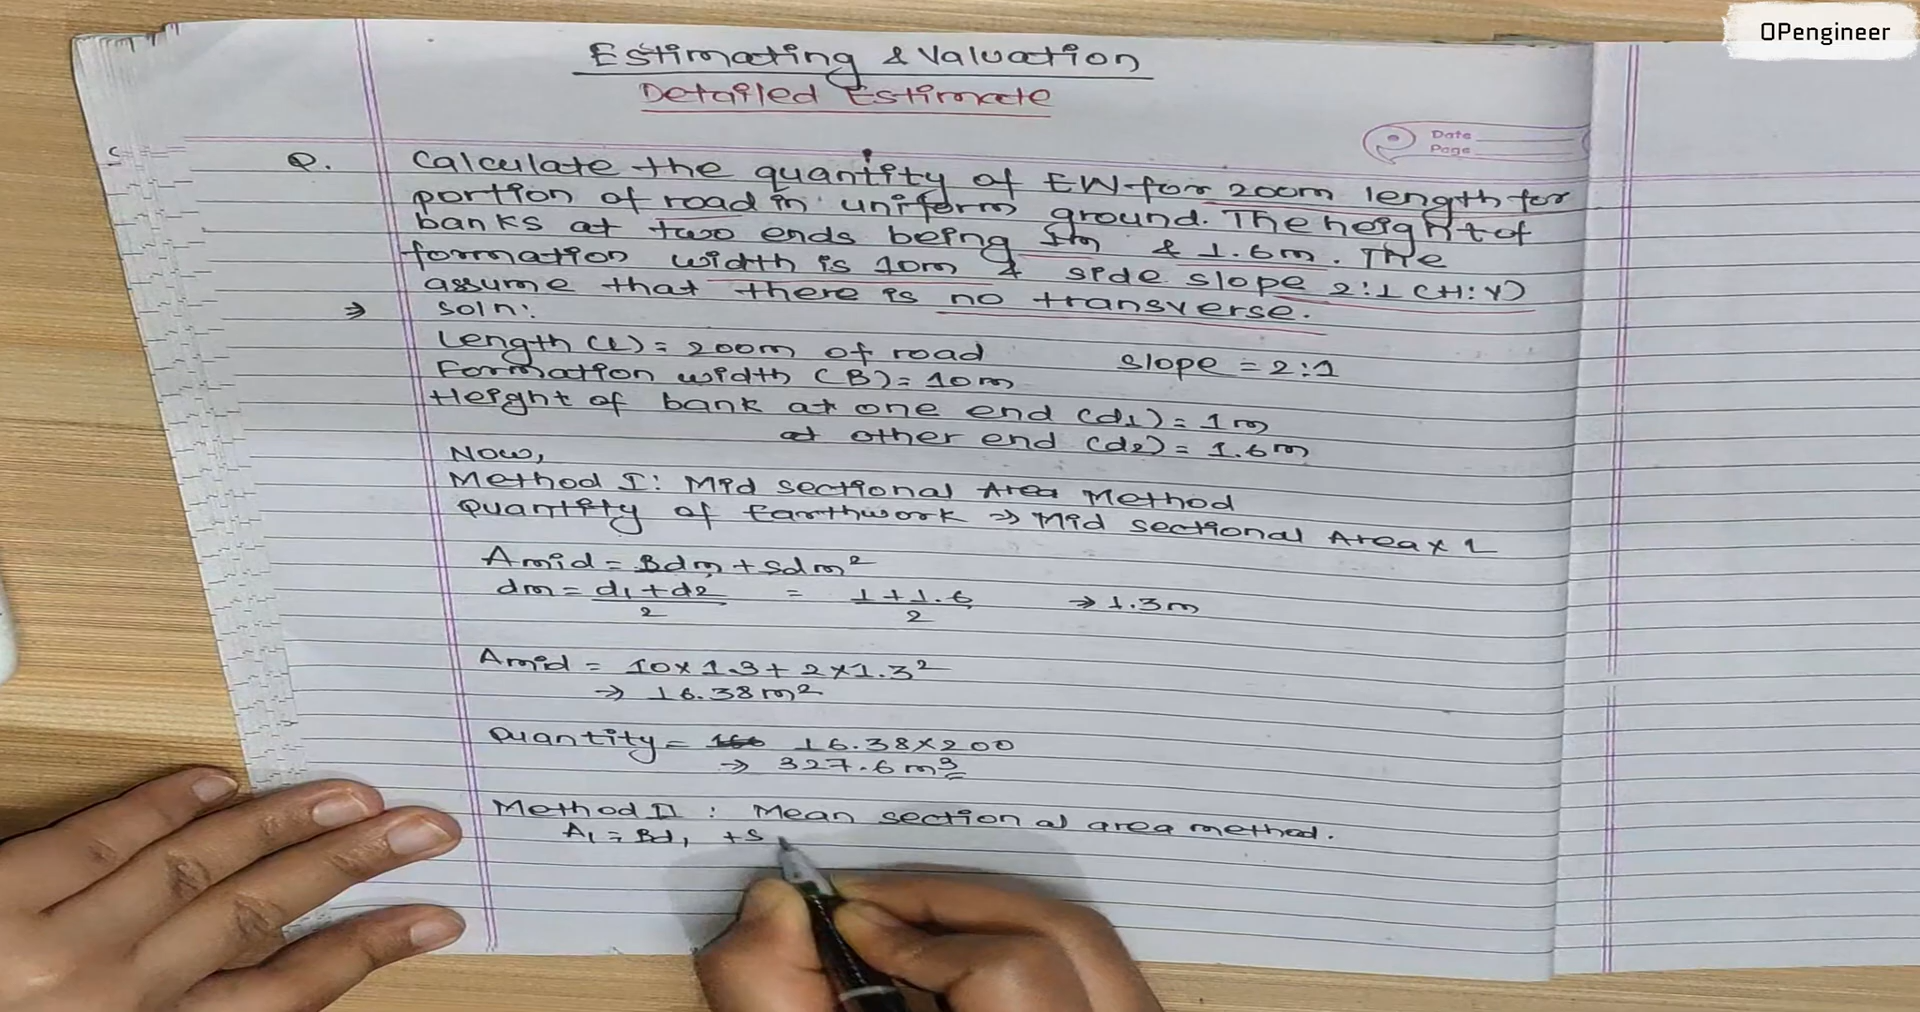 OPengineer
Estimating & Valuation
Detailed Estimate
Date
Page
Q. Calculate the quantity of EW for 200m length for
portion of road in uniform ground. The height of
banks at two ends being 1m & 1.6m. The
formation width is 10m & side slope 2:1 (H:V)
assume that there is no transverse.
⇒ Soln:
Length (L) = 200m of road Slope = 2:1
Formation width (B) = 10m
Height of bank at one end (d1) = 1m
at other end (d2) = 1.6m
Now,
Method I: Mid sectional Area Method
Quantity of Earthwork ⇒ Mid sectional Area × L
Amid = Bdm + Sdm²
dm = d1+d2/2 = 1+1.6/2 → 1.3m
Amid = 10×1.3 + 2×1.3²
→ 16.38m²
Quantity = 16.38×200
→ 327.6m³
Method II : Mean sectional area method.
A1 = Bd1 + S